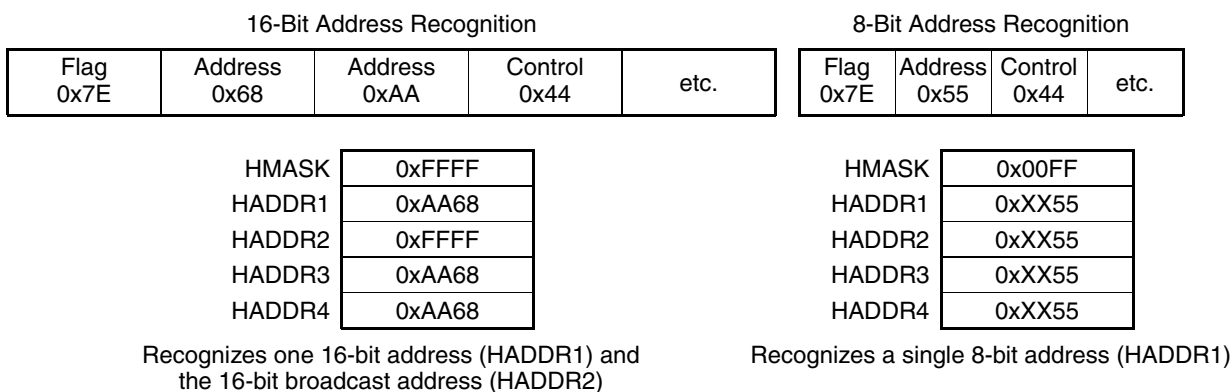 16-Bit Address Recognition
Flag Address Address Control etc.
0x7E 0x68 0xAA 0x44
HMASK 0xFFFF
HADDR1 0xAA68
HADDR2 0xFFFF
HADDR3 0xAA68
HADDR4 0xAA68
Recognizes one 16-bit address (HADDR1) and
the 16-bit broadcast address (HADDR2)
8-Bit Address Recognition
Flag Address Control etc.
0x7E 0x55 0x44
HMASK 0x00FF
HADDR1 0xXX55
HADDR2 0xXX55
HADDR3 0xXX55
HADDR4 0xXX55
Recognizes a single 8-bit address (HADDR1)